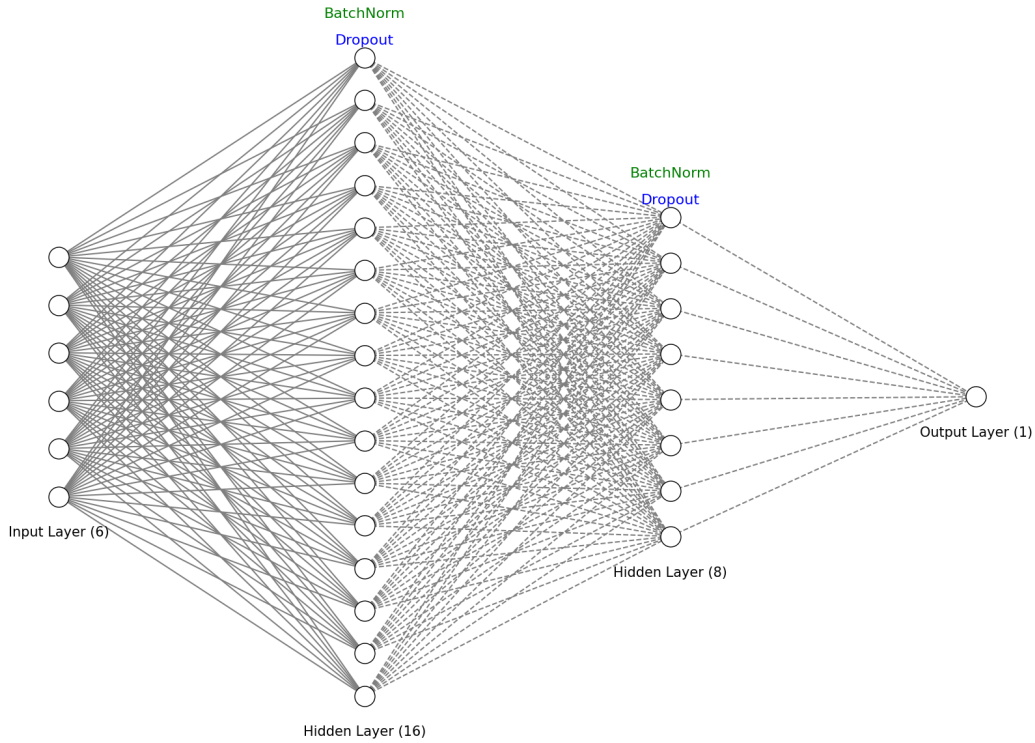 BatchNorm
Dropout
BatchNorm
Dropout
Output Layer (1)
Input Layer (6)
Hidden Layer (8)
Hidden Layer (16)